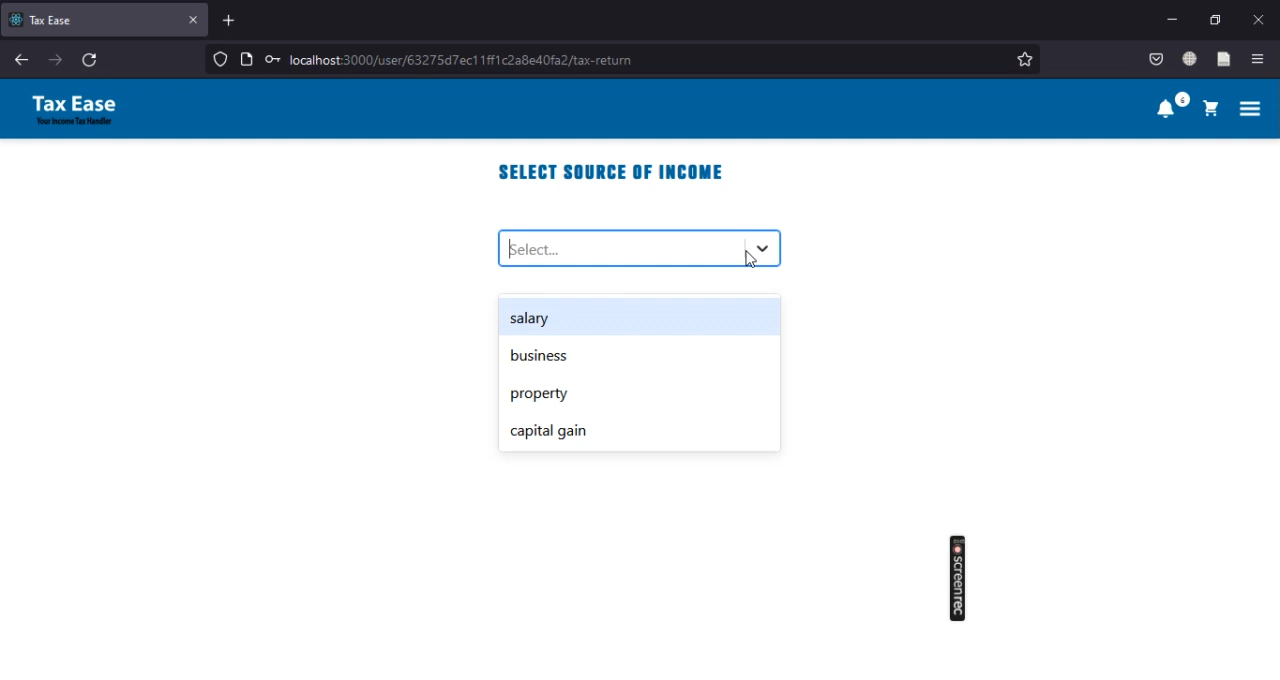 Tax Ease
localhost:3000/user/63275d7ec11ff1c2a8e40fa2/tax-return
Tax Ease
Your Income Tax Handler
6
SELECT SOURCE OF INCOME
Select...
salary
business
property
capital gain
screenrec